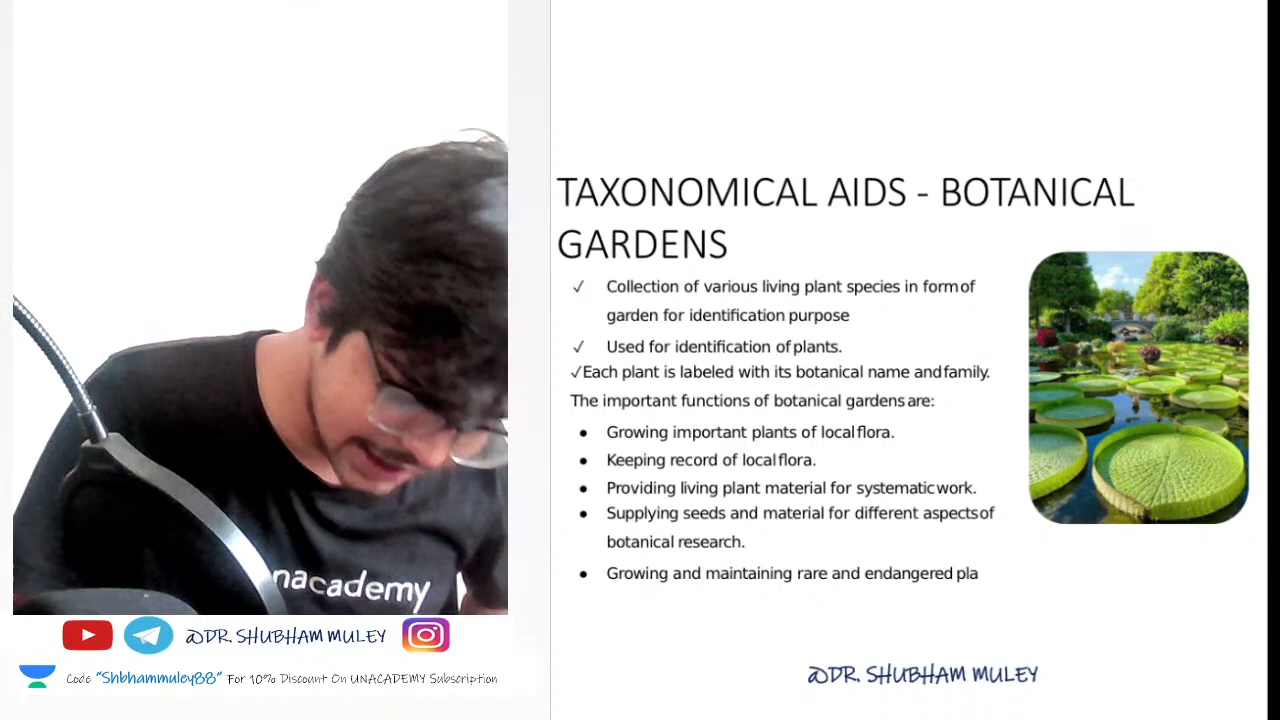 nacademy
@DR. SHUBHAM MULEY
Code "Shbhammuley88" For 10% Discount On UNACADEMY Subscription
TAXONOMICAL AIDS - BOTANICAL
GARDENS
✓ Collection of various living plant species in form of
garden for identification purpose
✓ Used for identification of plants.
✓Each plant is labeled with its botanical name and family.
The important functions of botanical gardens are:
• Growing important plants of local flora.
• Keeping record of local flora.
• Providing living plant material for systematic work.
• Supplying seeds and material for different aspects of
botanical research.
• Growing and maintaining rare and endangered pla
@DR. SHUBHAM MULEY